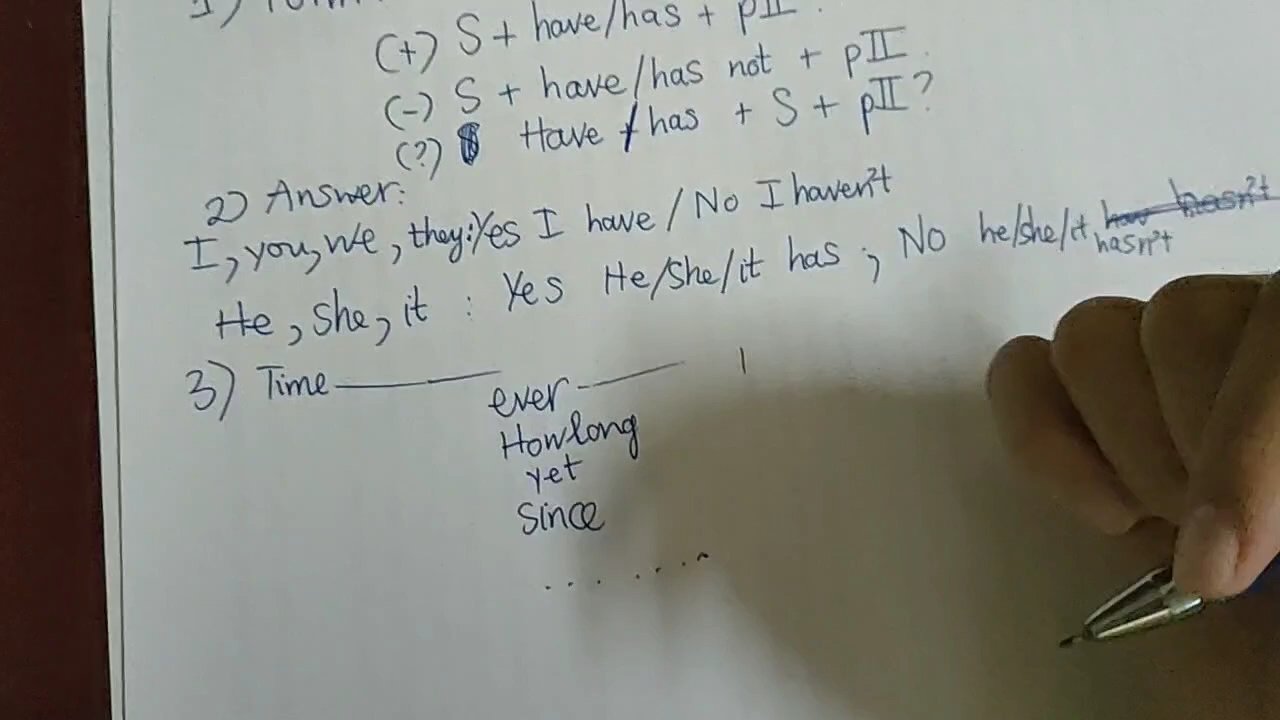 1) Form
(+) S + have/has + pII.
(-) S + have/has not + pII.
(?) Have / has + S + pII?
2) Answer:
I, you, we, they: Yes I have / No I haven't
He, she, it : Yes He/she/it has ; No he/she/it hasn't
3) Time ever
How long
yet
since
.......